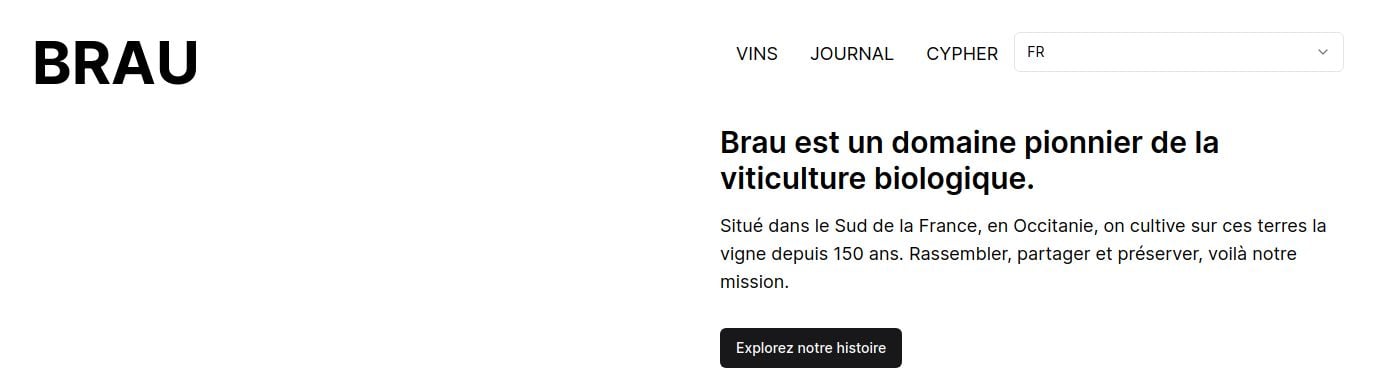 BRAU
VINS JOURNAL CYPHER FR
Brau est un domaine pionnier de la
viticulture biologique.
Situé dans le Sud de la France, en Occitanie, on cultive sur ces terres la
vigne depuis 150 ans. Rassembler, partager et préserver, voilà notre
mission.
Explorez notre histoire